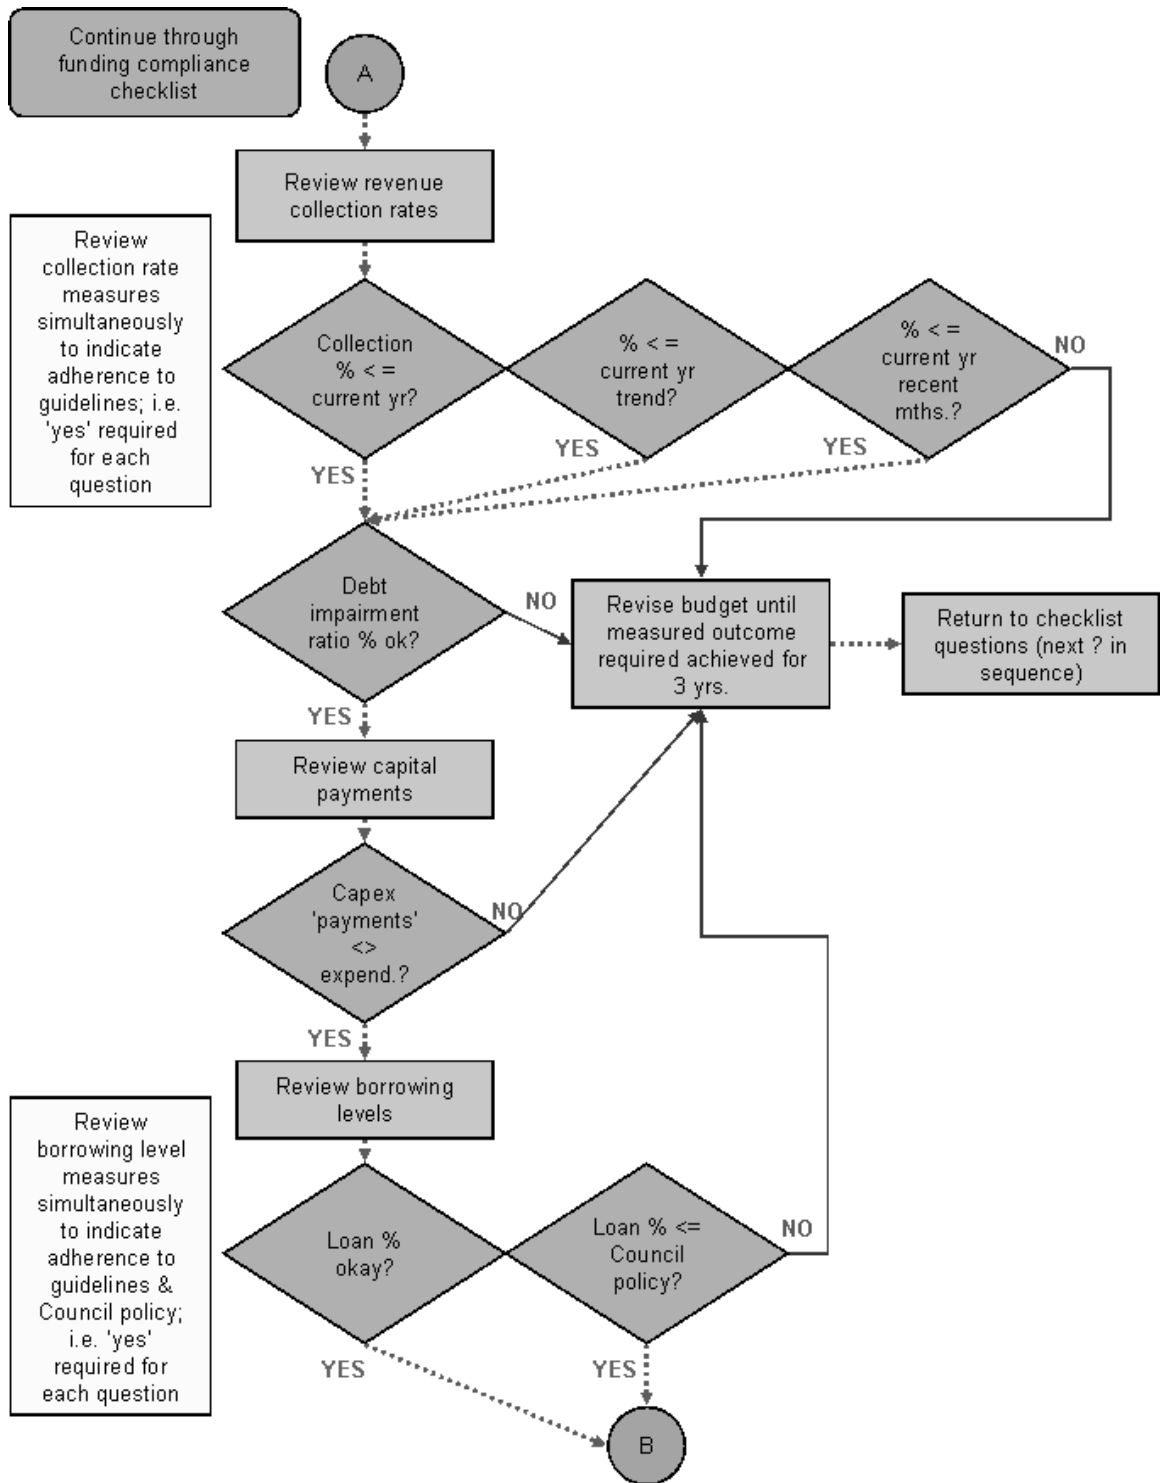 Continue through
funding compliance
checklist
A
Review revenue
collection rates
Review
collection rate
measures
simultaneously
to indicate
adherence to
guidelines; i.e.
'yes' required
for each
question
Collection
% < =
current yr?
% < =
current yr
trend?
% < =
current yr
recent
mths.?
NO
YES
YES
YES
Debt
impairment
ratio % ok?
NO
Revise budget until
measured outcome
required achieved for
3 yrs.
Return to checklist
questions (next ? in
sequence)
YES
Review capital
payments
Capex
'payments'
<>
expend.?
NO
YES
Review borrowing
levels
Review
borrowing level
measures
simultaneously
to indicate
adherence to
guidelines &
Council policy;
i.e. 'yes'
required for
each question
Loan %
okay?
Loan % <=
Council
policy?
NO
YES
YES
B